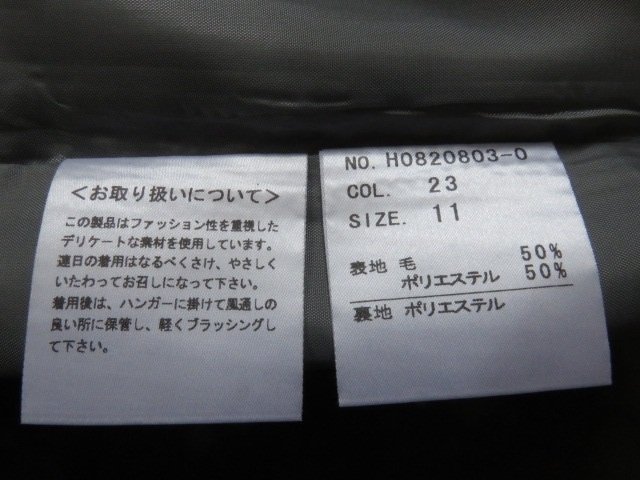 ＜お取り扱いについて＞
この製品はファッション性を重視した
デリケートな素材を使用しています。
連日の着用はなるべくさけ、やさしく
いたわってお召しになって下さい。
着用後は、ハンガーに掛けて風通しの
良い所に保管し、軽くブラッシングし
て下さい。
NO. H0820803-0
COL. 23
SIZE. 11
表地 毛 50%
ポリエステル 50%
裏地 ポリエステル